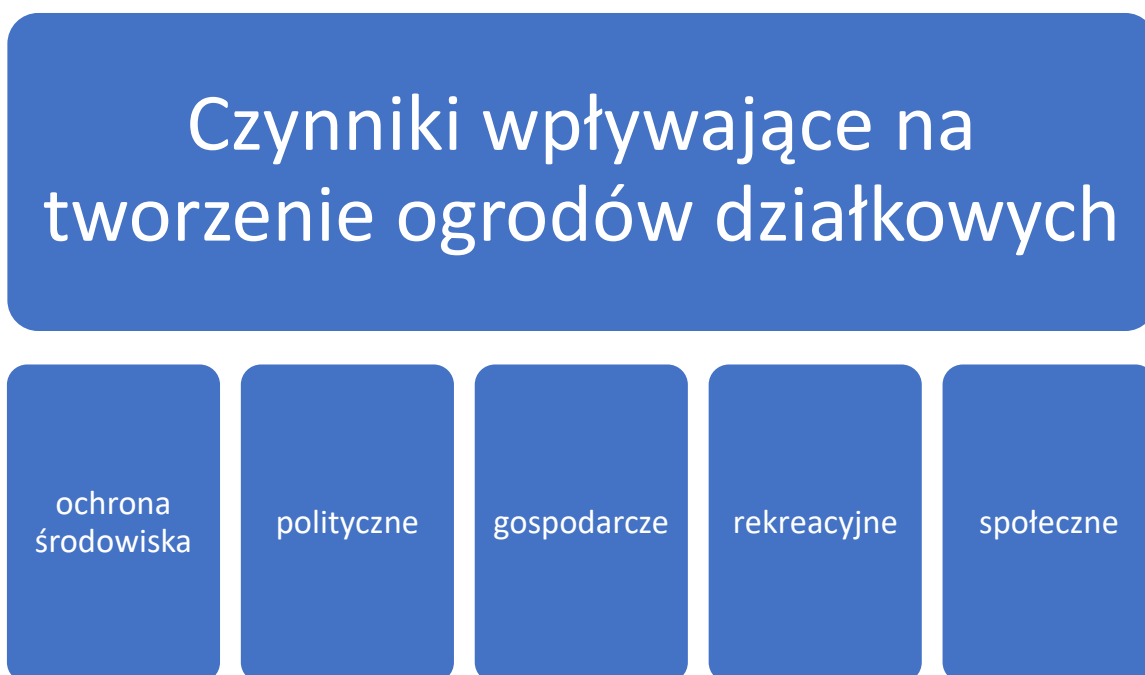 Czynniki wpływające na
tworzenie ogrodów działkowych
ochrona
środowiska
polityczne
gospodarcze
rekreacyjne
społeczne